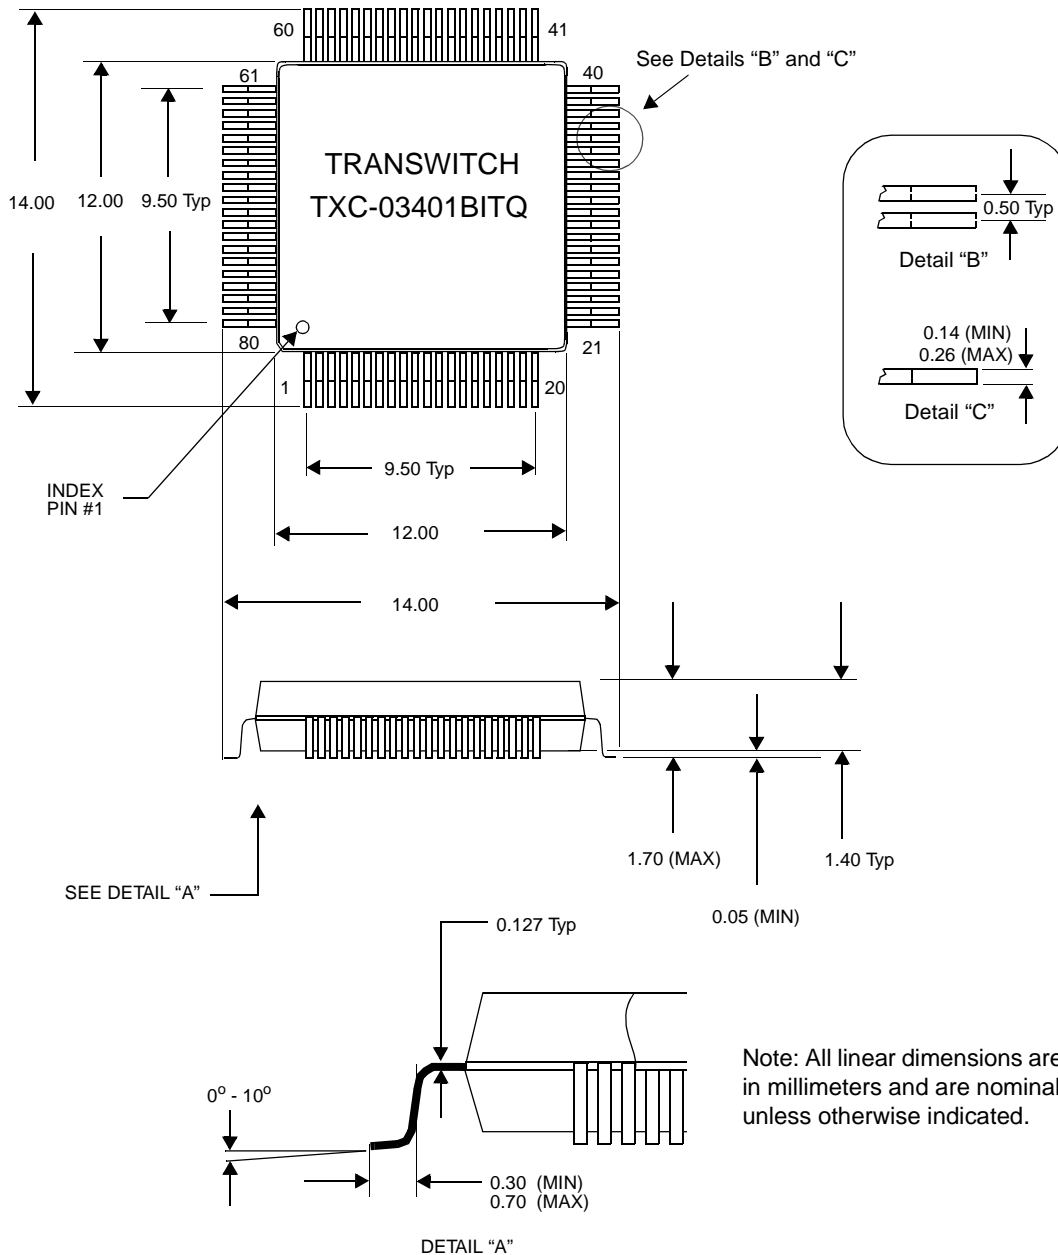 60
41
See Details “B” and “C”
61
40
TRANSWITCH
TXC-03401BITQ
14.00
12.00
9.50 Typ
0.50 Typ
Detail “B”
0.14 (MIN)
0.26 (MAX)
Detail “C”
80
21
1
20
9.50 Typ
INDEX
PIN #1
12.00
14.00
1.70 (MAX)
1.40 Typ
SEE DETAIL “A”
0.05 (MIN)
0.127 Typ
Note: All linear dimensions are
in millimeters and are nominal
unless otherwise indicated.
0º - 10º
0.30 (MIN)
0.70 (MAX)
DETAIL “A”